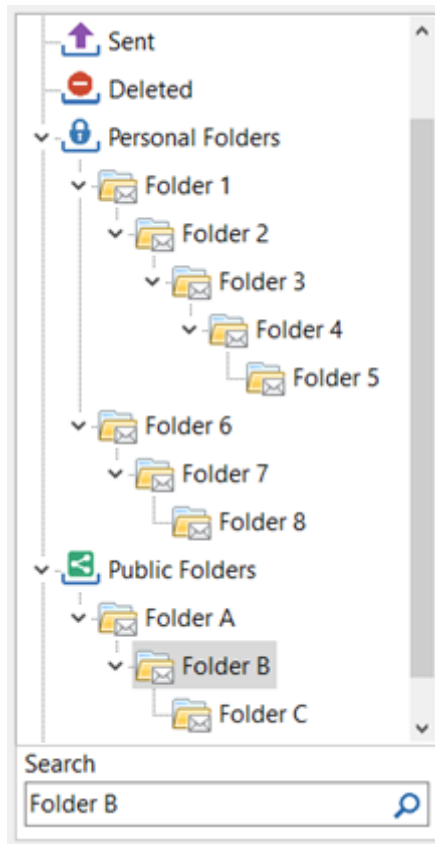 Sent
Deleted
Personal Folders
Folder 1
Folder 2
Folder 3
Folder 4
Folder 5
Folder 6
Folder 7
Folder 8
Public Folders
Folder A
Folder B
Folder C
Search
Folder B